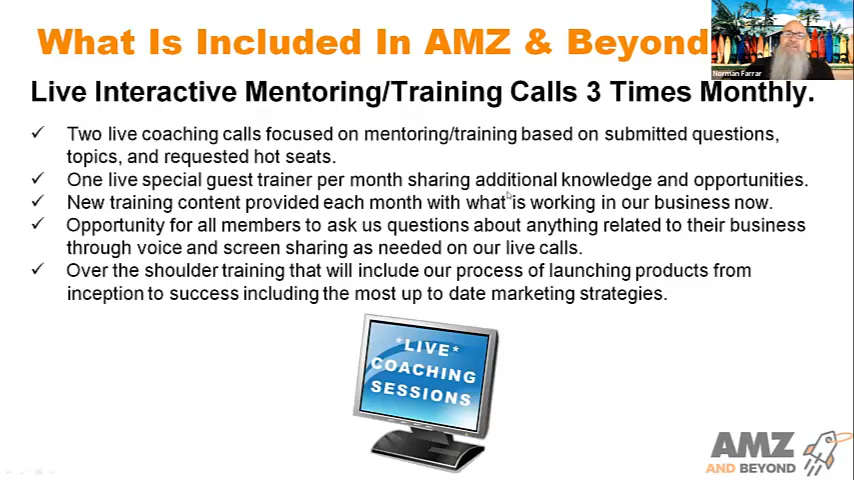 What Is Included In AMZ & Beyond
Norman Farrar
Live Interactive Mentoring/Training Calls 3 Times Monthly.
Two live coaching calls focused on mentoring/training based on submitted questions,
topics, and requested hot seats.
One live special guest trainer per month sharing additional knowledge and opportunities.
New training content provided each month with what is working in our business now.
Opportunity for all members to ask us questions about anything related to their business
through voice and screen sharing as needed on our live calls.
Over the shoulder training that will include our process of launching products from
inception to success including the most up to date marketing strategies.
*LIVE*
COACHING
SESSIONS
AMZ
AND BEYOND